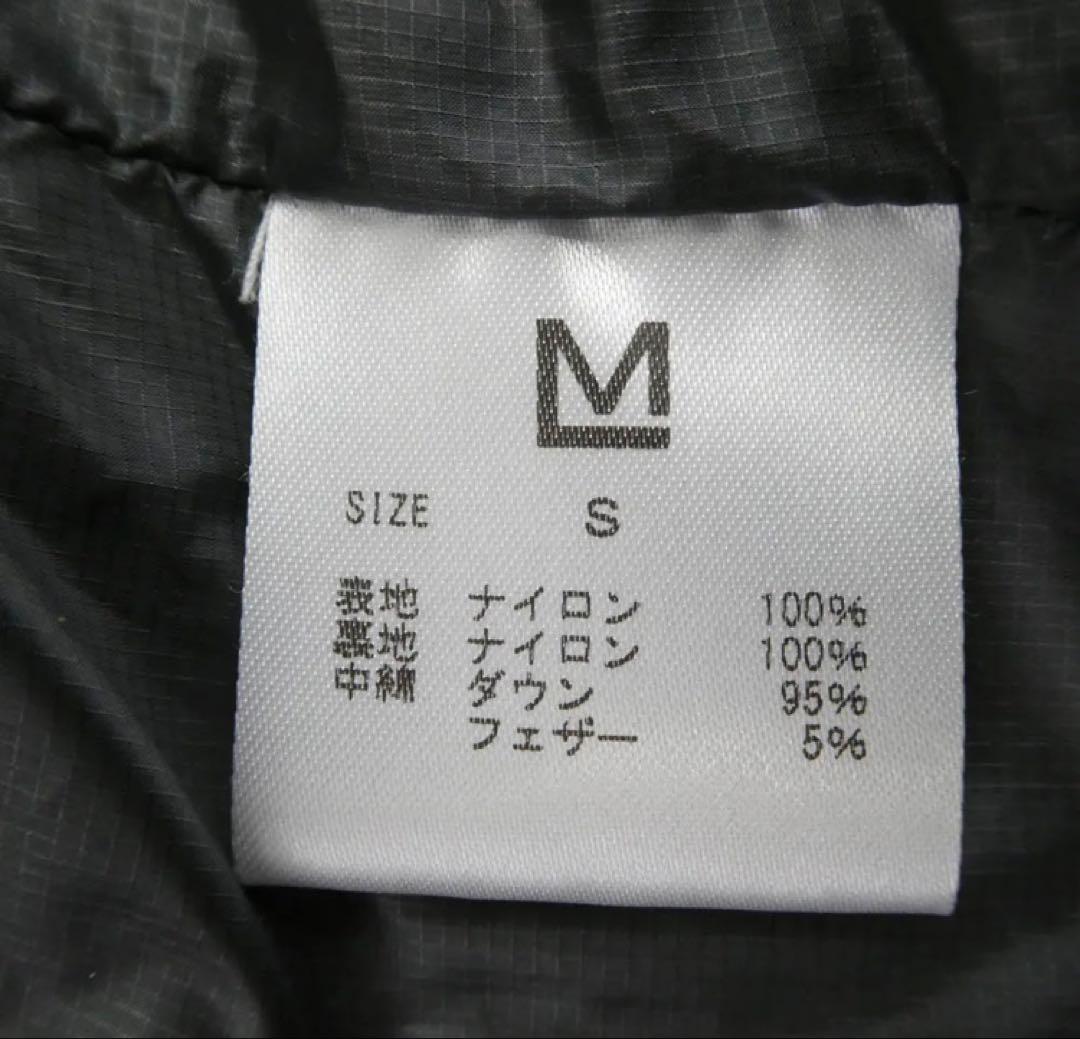 M
SIZE S
表地 ナイロン 100%
裏地 ナイロン 100%
中綿 ダウン 95%
フェザー 5%